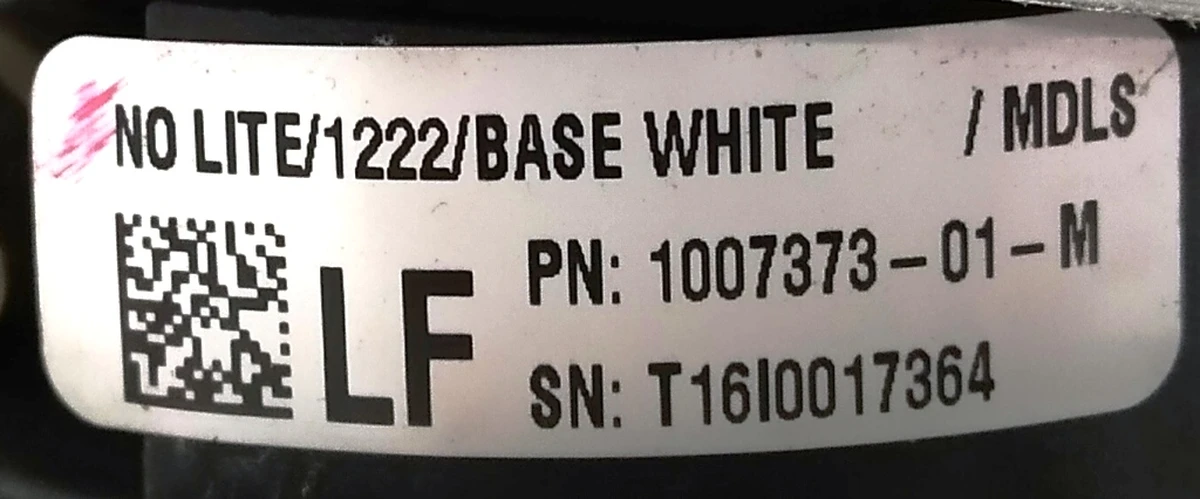 NO LITE/1222/BASE WHITE / MDLS
LF
PN: 1007373-01-M
SN: T16I0017364